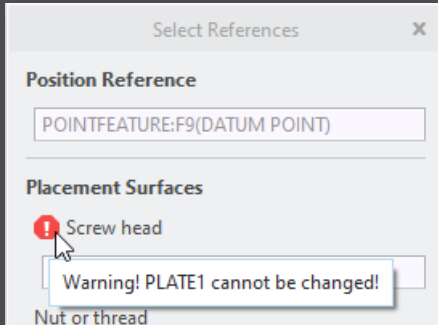 Select References
Position Reference
POINTFEATURE:F9(DATUM POINT)
Placement Surfaces
Screw head
Warning! PLATE1 cannot be changed!
Nut or thread